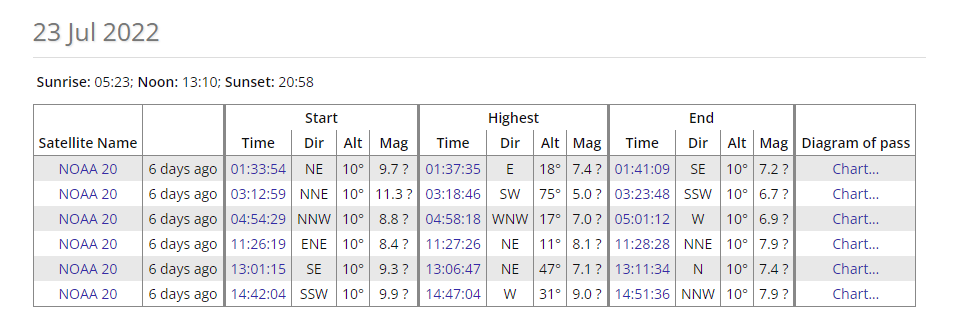 23 Jul 2022
Sunrise: 05:23; Noon: 13:10; Sunset: 20:58
Start Highest End
Satellite Name Time Dir Alt Mag Time Dir Alt Mag Time Dir Alt Mag Diagram of pass
NOAA 20 6 days ago 01:33:54 NE 10° 9.7 ? 01:37:35 E 18° 7.4 ? 01:41:09 SE 10° 7.2 ? Chart...
NOAA 20 6 days ago 03:12:59 NNE 10° 11.3 ? 03:18:46 SW 75° 5.0 ? 03:23:48 SSW 10° 6.7 ? Chart...
NOAA 20 6 days ago 04:54:29 NNW 10° 8.8 ? 04:58:18 WNW 17° 7.0 ? 05:01:12 W 10° 6.9 ? Chart...
NOAA 20 6 days ago 11:26:19 ENE 10° 8.4 ? 11:27:26 NE 11° 8.1 ? 11:28:28 NNE 10° 7.9 ? Chart...
NOAA 20 6 days ago 13:01:15 SE 10° 9.3 ? 13:06:47 NE 47° 7.1 ? 13:11:34 N 10° 7.4 ? Chart...
NOAA 20 6 days ago 14:42:04 SSW 10° 9.9 ? 14:47:04 W 31° 9.0 ? 14:51:36 NNW 10° 7.9 ? Chart...